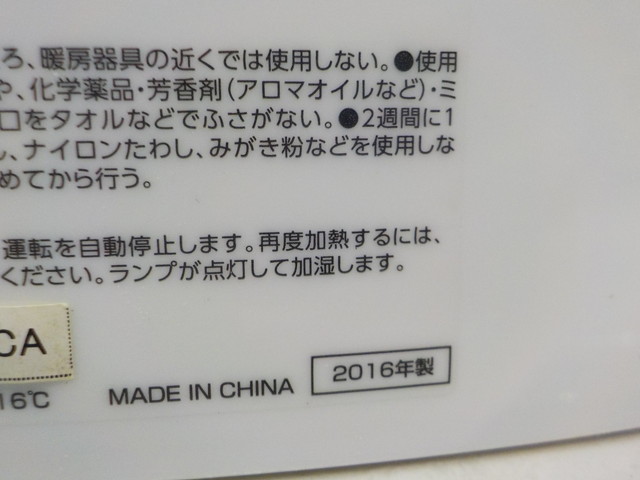 ろ、暖房器具の近くでは使用しない。●使用
や、化学薬品・芳香剤(アロマオイルなど)・ミ
口をタオルなどでふさがない。●2週間に1
し、ナイロンたわし、みがき粉などを使用しな
めてから行う。
運転を自動停止します。再度加熱するには、
ください。ランプが点灯して加湿します。
CA
16℃
MADE IN CHINA
2016年製